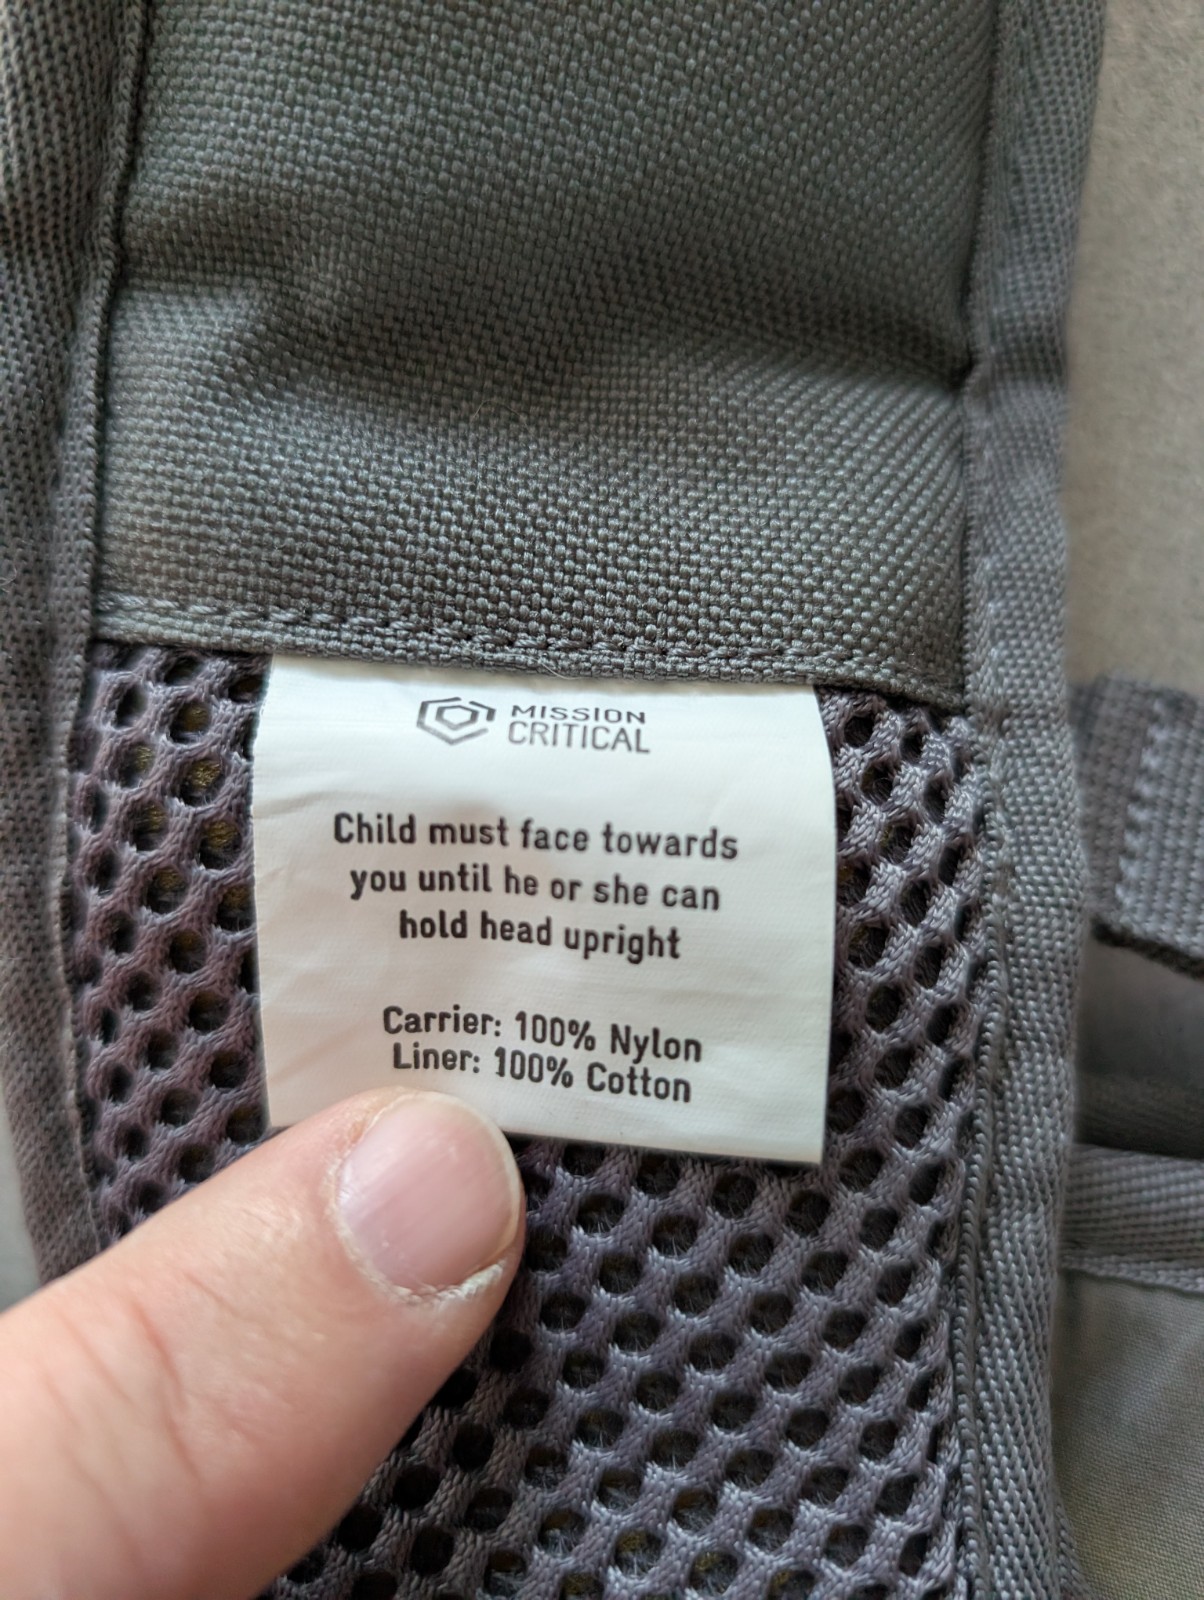 MISSION
CRITICAL
Child must face towards
you until he or she can
hold head upright
Carrier: 100% Nylon
Liner: 100% Cotton